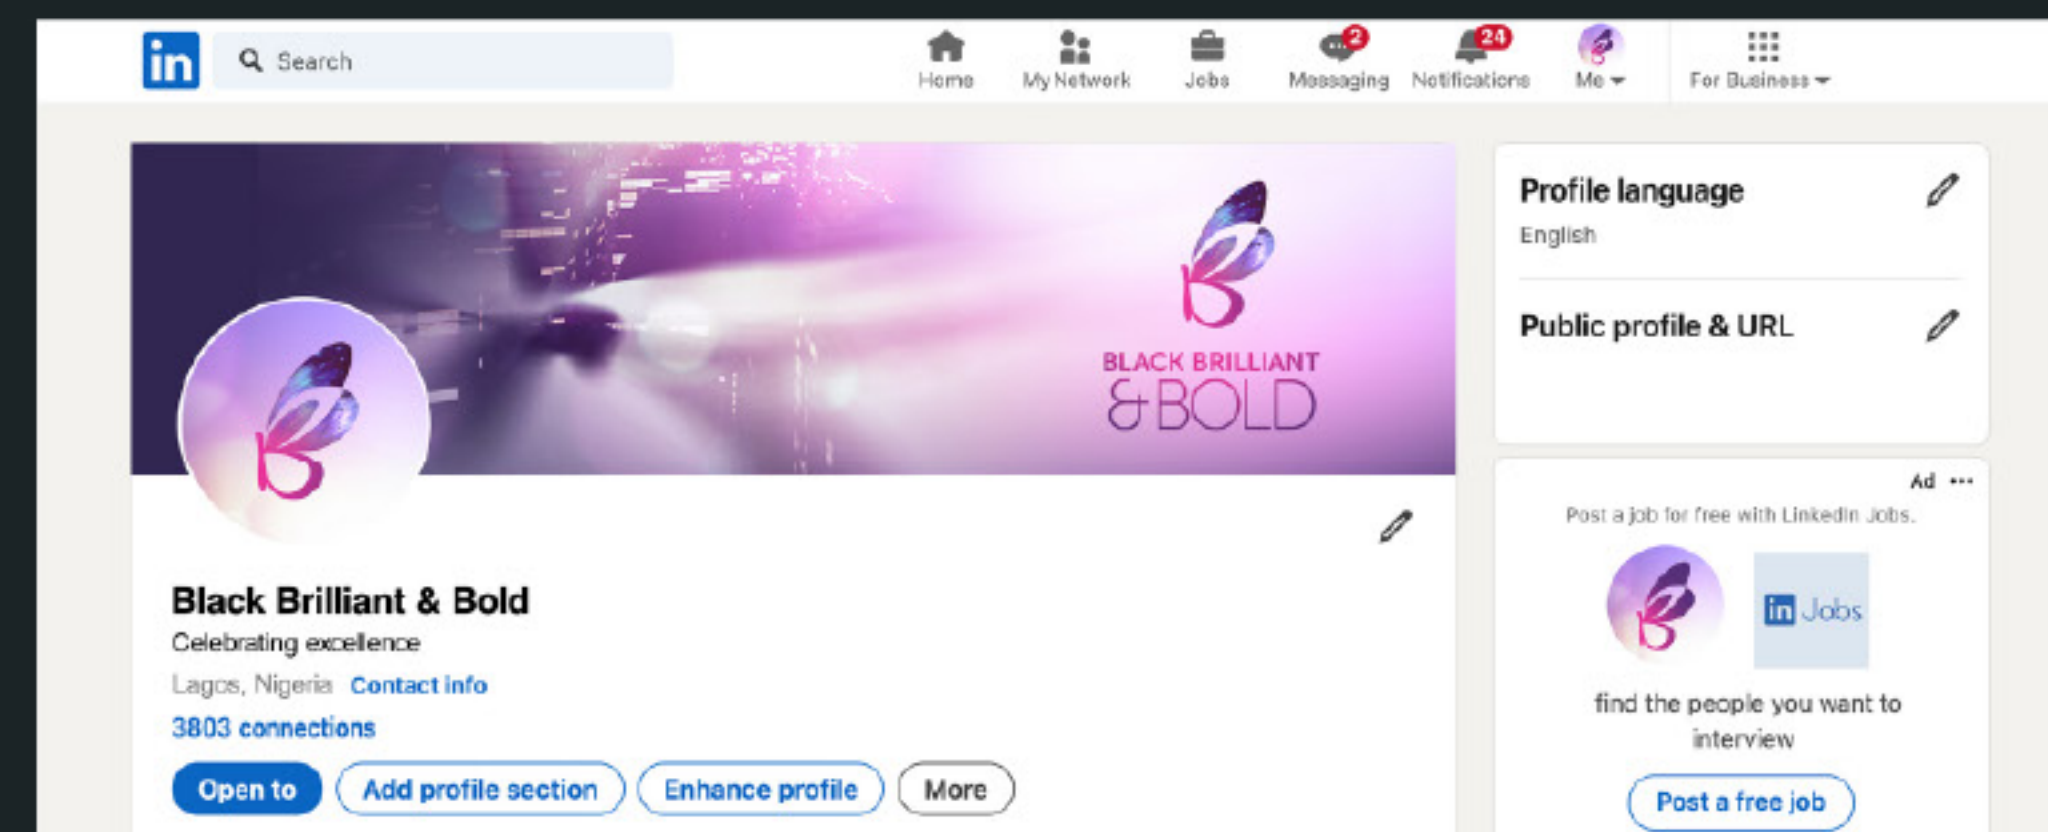 in
Search
Home
My Network
Jobs
2
Messaging
24
Notifications
Me
For Business
BLACK BRILLIANT
& BOLD
Black Brilliant & Bold
Celebrating excellence
Lagos, Nigeria Contact info
3803 connections
Open to
Add profile section
Enhance profile
More
Profile language
English
Public profile & URL
Ad ···
Post a job for free with LinkedIn Jobs.
in Jobs
find the people you want to
interview
Post a free job